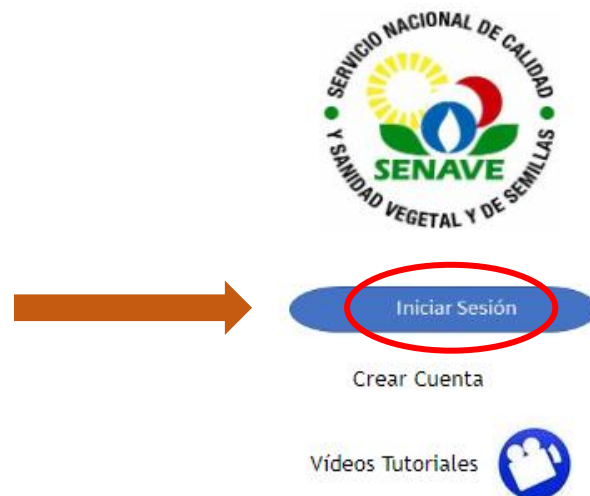 SERVICIO NACIONAL DE CALIDAD
Y SANIDAD VEGETAL Y DE SEMILLAS
SENAVE
Iniciar Sesión
Crear Cuenta
Vídeos Tutoriales